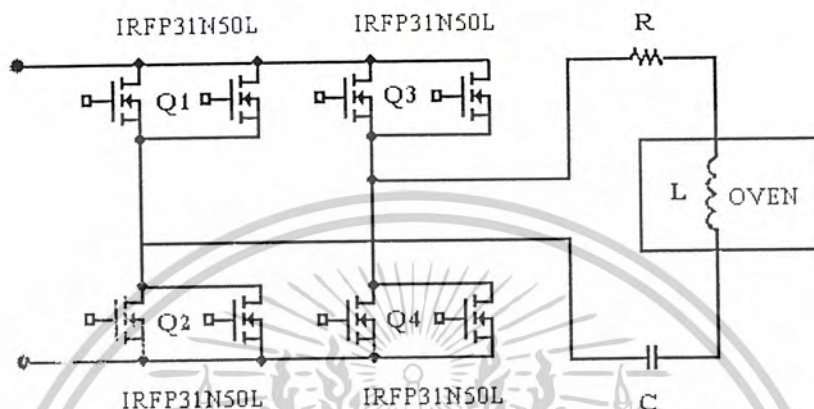 IRFP31N50L IRFP31N50L R
Q1 Q3
L OVEN
Q2 Q4
IRFP31N50L IRFP31N50L C